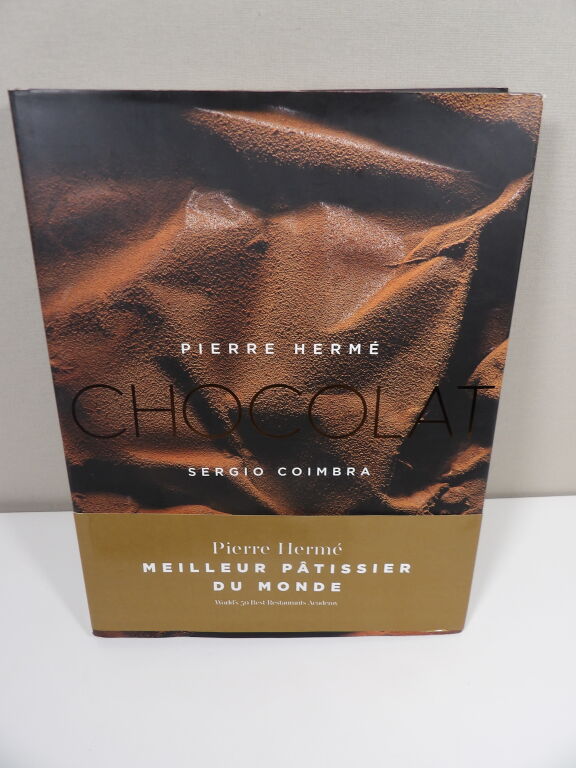 PIERRE HERMÉ
CHOCOLAT
SERGIO COIMBRA
Pierre Hermé
MEILLEUR PÂTISSIER
DU MONDE
World's 50 Best Restaurants Academy